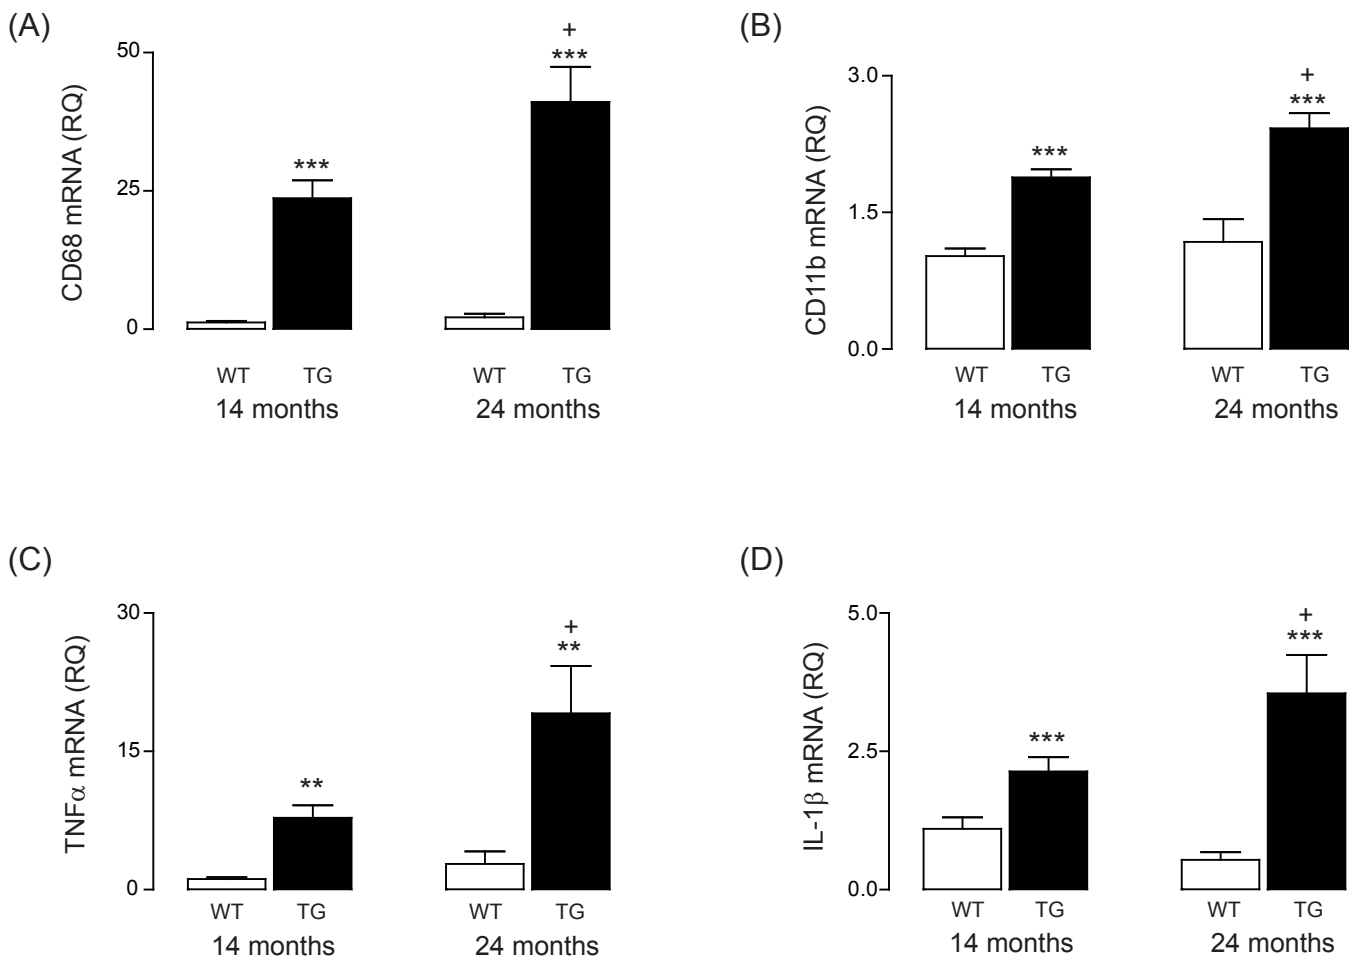 (A)
CD68 mRNA (RQ)
50
25
0
***
+
***
WT TG WT TG
14 months 24 months
(B)
CD11b mRNA (RQ)
3.0
1.5
0.0
***
+
***
WT TG WT TG
14 months 24 months
(C)
TNFα mRNA (RQ)
30
15
0
**
+
**
WT TG WT TG
14 months 24 months
(D)
IL-1β mRNA (RQ)
5.0
2.5
0.0
***
+
***
WT TG WT TG
14 months 24 months